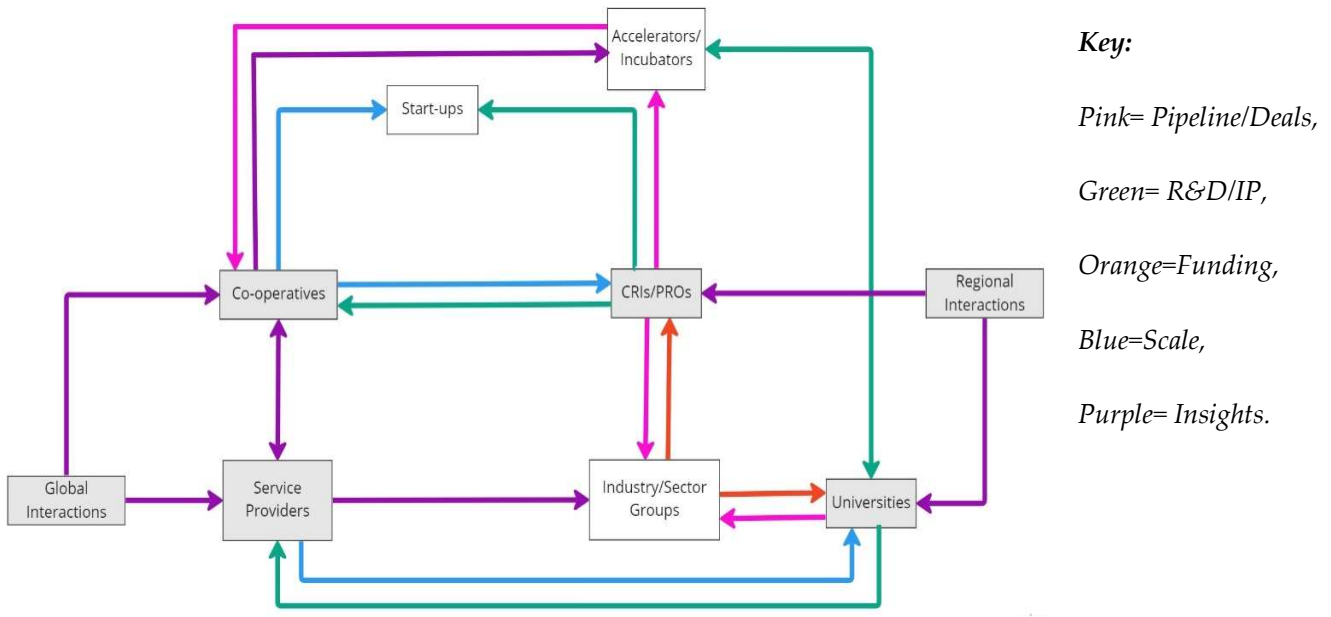 Accelerators/
Incubators
Start-ups
Co-operatives
CRIs/PROs
Regional
Interactions
Global
Interactions
Service
Providers
Industry/Sector
Groups
Universities
Key:
Pink= Pipeline/Deals,
Green= R&D/IP,
Orange=Funding,
Blue=Scale,
Purple= Insights.